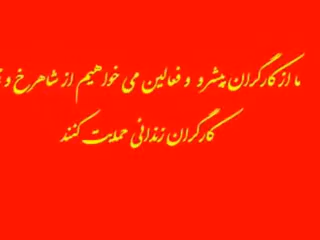 ما از کارگران پیشرو و فعالین می خواهیم از شاهرخ و
کارگران زندانی حمایت کنند